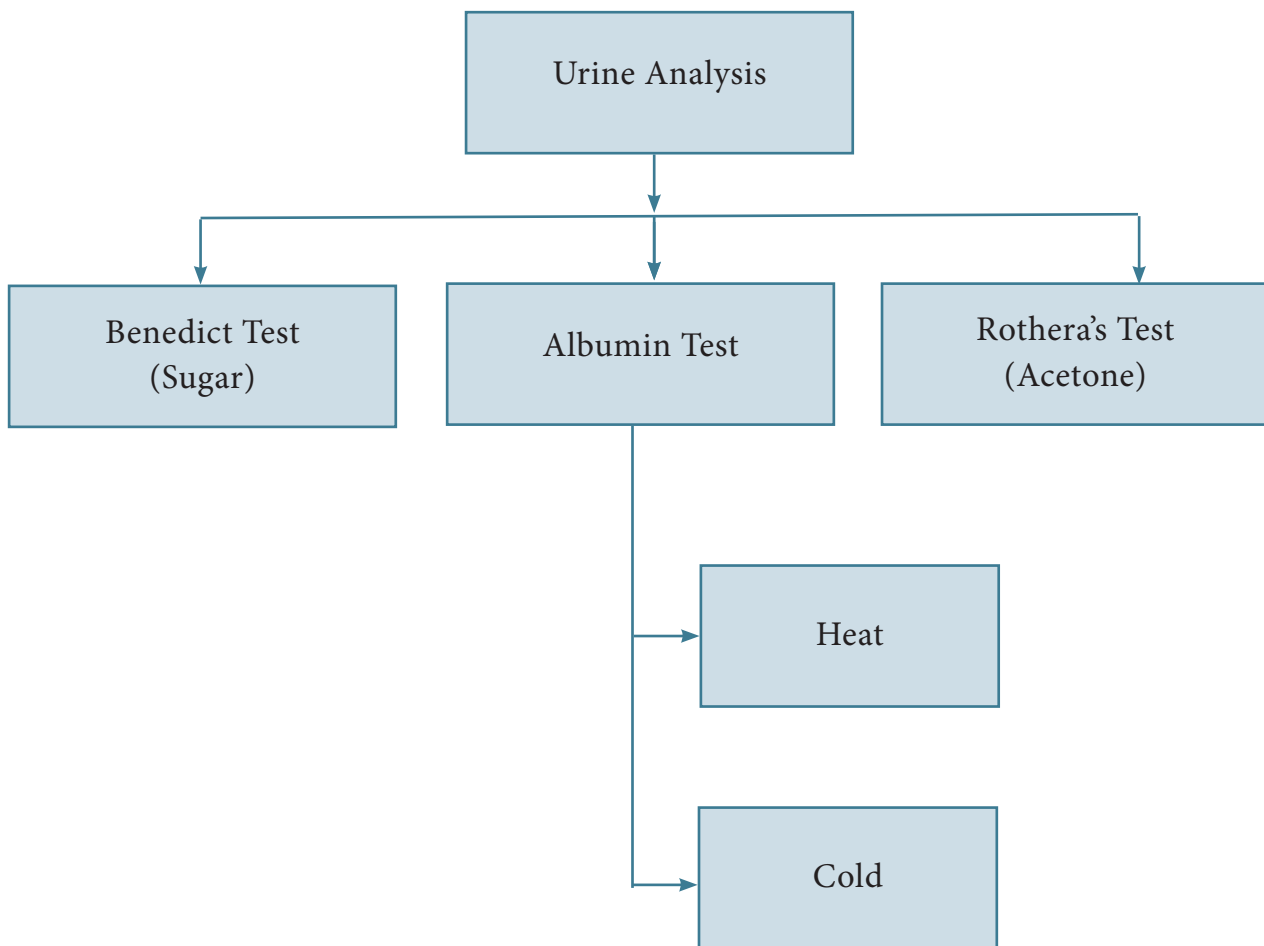 Urine Analysis
Benedict Test
(Sugar)
Albumin Test
Rothera’s Test
(Acetone)
Heat
Cold